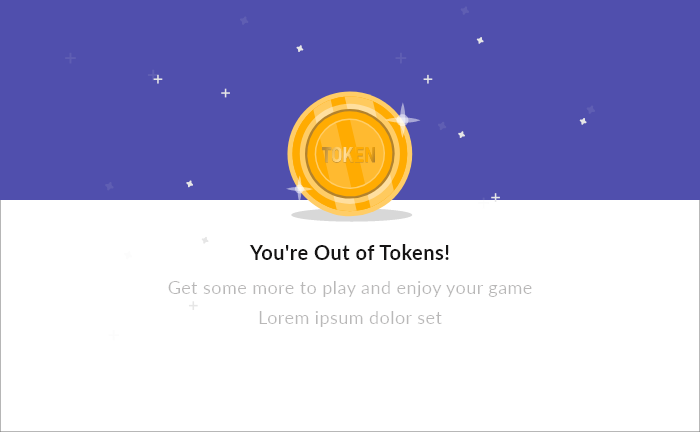 TOKEN
You're Out of Tokens!
Get some more to play and enjoy your game
Lorem ipsum dolor set